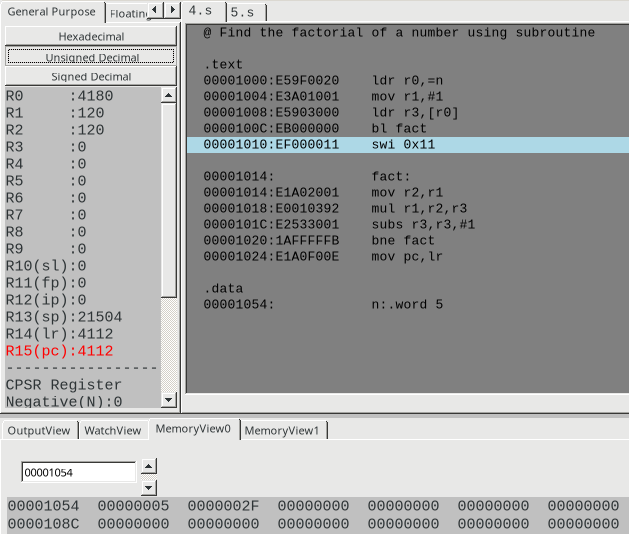 General Purpose Floating
4.s 5.s
Hexadecimal
Unsigned Decimal
Signed Decimal
R0 :4180
R1 :120
R2 :120
R3 :0
R4 :0
R5 :0
R6 :0
R7 :0
R8 :0
R9 :0
R10(sl):0
R11(fp):0
R12(ip):0
R13(sp):21504
R14(lr):4112
R15(pc):4112
-----------------
CPSR Register
Negative(N):0
@ Find the factorial of a number using subroutine
.text
00001000:E59F0020 ldr r0,=n
00001004:E3A01001 mov r1,#1
00001008:E5903000 ldr r3,[r0]
0000100C:EB000000 bl fact
00001010:EF000011 swi 0x11
00001014: fact:
00001014:E1A02001 mov r2,r1
00001018:E0010392 mul r1,r2,r3
0000101C:E2533001 subs r3,r3,#1
00001020:1AFFFFFB bne fact
00001024:E1A0F00E mov pc,lr
.data
00001054: n:.word 5
OutputView WatchView MemoryView0 MemoryView1
00001054
00001054 00000005 0000002F 00000000 00000000 00000000 00000000
0000108C 00000000 00000000 00000000 00000000 00000000 00000000